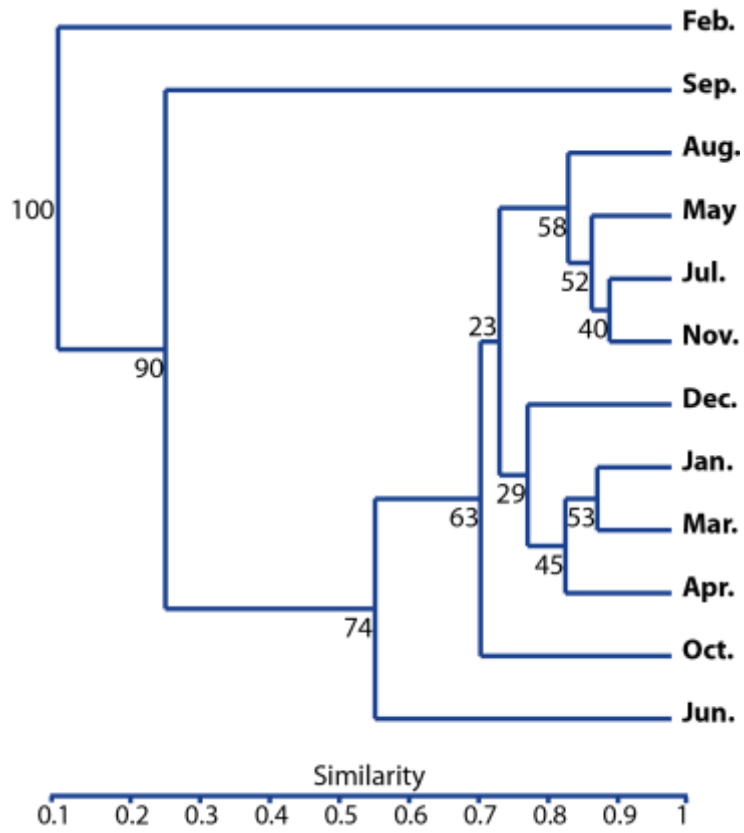 Feb.
Sep.
Aug.
100
May
58
Jul.
52
23
40
Nov.
90
Dec.
Jan.
29
63
53
Mar.
45
Apr.
74
Oct.
Jun.
Similarity
0.1 0.2 0.3 0.4 0.5 0.6 0.7 0.8 0.9 1